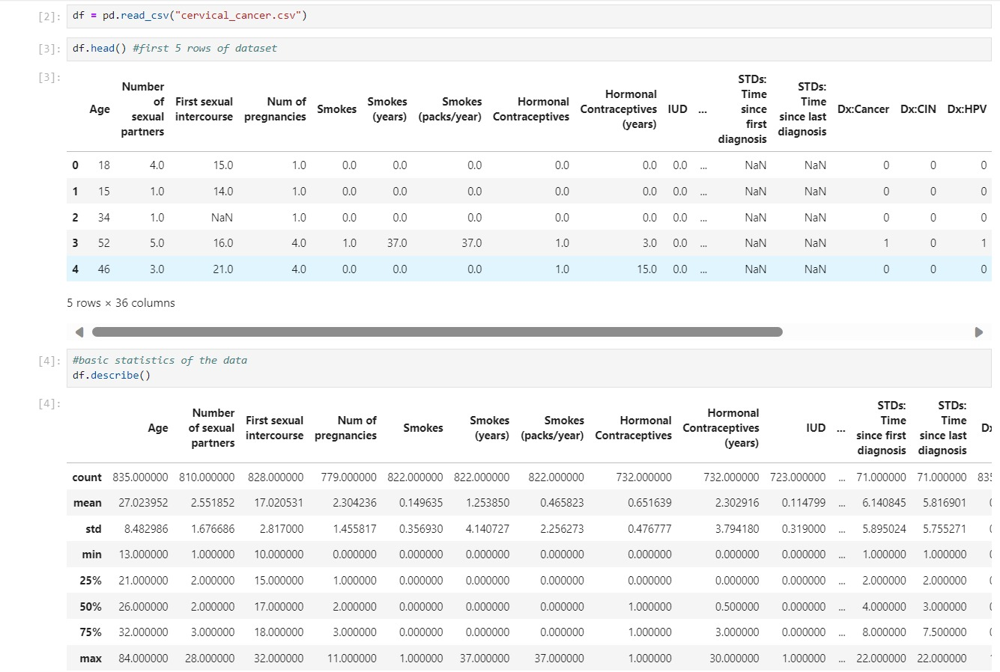 [2]: df = pd.read_csv("cervical_cancer.csv")
[3]: df.head() #first 5 rows of dataset
[3]:
Age Number of sexual partners First sexual intercourse Num of pregnancies Smokes Smokes (years) Smokes (packs/year) Hormonal Contraceptives Hormonal Contraceptives (years) IUD ... STDs: Time since first diagnosis STDs: Time since last diagnosis Dx:Cancer Dx:CIN Dx:HPV
0 18 4.0 15.0 1.0 0.0 0.0 0.0 0.0 0.0 0.0 ... NaN NaN 0 0 0
1 15 1.0 14.0 1.0 0.0 0.0 0.0 0.0 0.0 0.0 ... NaN NaN 0 0 0
2 34 1.0 NaN 1.0 0.0 0.0 0.0 0.0 0.0 0.0 ... NaN NaN 0 0 0
3 52 5.0 16.0 4.0 1.0 37.0 37.0 1.0 3.0 0.0 ... NaN NaN 1 0 1
4 46 3.0 21.0 4.0 0.0 0.0 0.0 1.0 15.0 0.0 ... NaN NaN 0 0 0
5 rows × 36 columns
[4]: #basic statistics of the data
df.describe()
[4]:
Age Number of sexual partners First sexual intercourse Num of pregnancies Smokes Smokes (years) Smokes (packs/year) Hormonal Contraceptives Hormonal Contraceptives (years) IUD ... STDs: Time since first diagnosis STDs: Time since last diagnosis
count 835.000000 810.000000 828.000000 779.000000 822.000000 822.000000 822.000000 732.000000 732.000000 723.000000 ... 71.000000 71.000000
mean 27.023952 2.551852 17.020531 2.304236 0.149635 1.253850 0.465823 0.651639 2.302916 0.114799 ... 6.140845 5.816901
std 8.482986 1.676686 2.817000 1.455817 0.356930 4.140727 2.256273 0.476777 3.794180 0.319000 ... 5.895024 5.755271
min 13.000000 1.000000 10.000000 0.000000 0.000000 0.000000 0.000000 0.000000 0.000000 0.000000 ... 1.000000 1.000000
25% 21.000000 2.000000 15.000000 1.000000 0.000000 0.000000 0.000000 0.000000 0.000000 0.000000 ... 2.000000 2.000000
50% 26.000000 2.000000 17.000000 2.000000 0.000000 0.000000 0.000000 1.000000 0.500000 0.000000 ... 4.000000 3.000000
75% 32.000000 3.000000 18.000000 3.000000 0.000000 0.000000 0.000000 1.000000 3.000000 0.000000 ... 8.000000 7.500000
max 84.000000 28.000000 32.000000 11.000000 1.000000 37.000000 37.000000 1.000000 30.000000 1.000000 ... 22.000000 22.000000